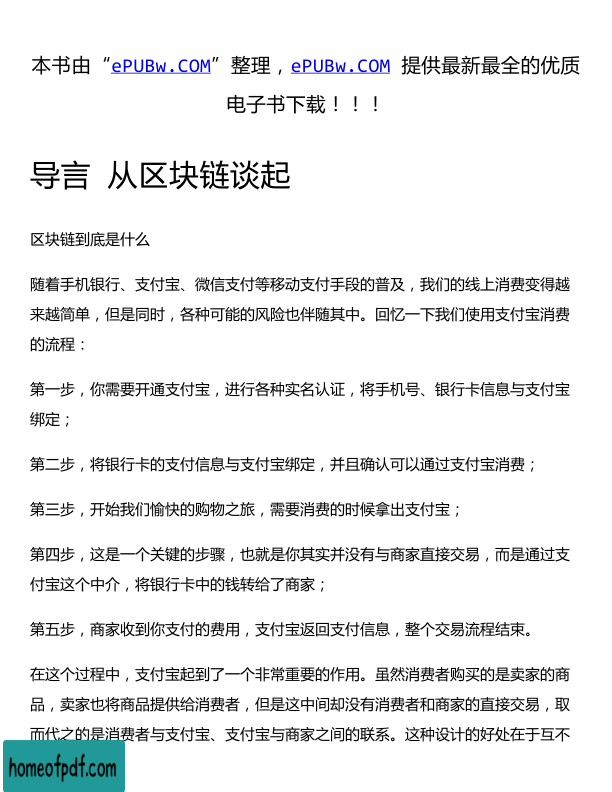 本书由“ePUBw.COM”整理，ePUBw.COM 提供最新最全的优质
电子书下载！！！
导言 从区块链谈起
区块链到底是什么
随着手机银行、支付宝、微信支付等移动支付手段的普及，我们的线上消费变得越
来越简单，但是同时，各种可能的风险也伴随其中。回忆一下我们使用支付宝消费
的流程：
第一步，你需要开通支付宝，进行各种实名认证，将手机号、银行卡信息与支付宝
绑定；
第二步，将银行卡的支付信息与支付宝绑定，并且确认可以通过支付宝消费；
第三步，开始我们愉快的购物之旅，需要消费的时候拿出支付宝；
第四步，这是一个关键的步骤，也就是你其实并没有与商家直接交易，而是通过支
付宝这个中介，将银行卡中的钱转给了商家；
第五步，商家收到你支付的费用，支付宝返回支付信息，整个交易流程结束。
在这个过程中，支付宝起到了一个非常重要的作用。虽然消费者购买的是卖家的商
品，卖家也将商品提供给消费者，但是这中间却没有消费者和商家的直接交易，取
而代之的是消费者与支付宝、支付宝与商家之间的联系。这种设计的好处在于互不
homeofpdf.com